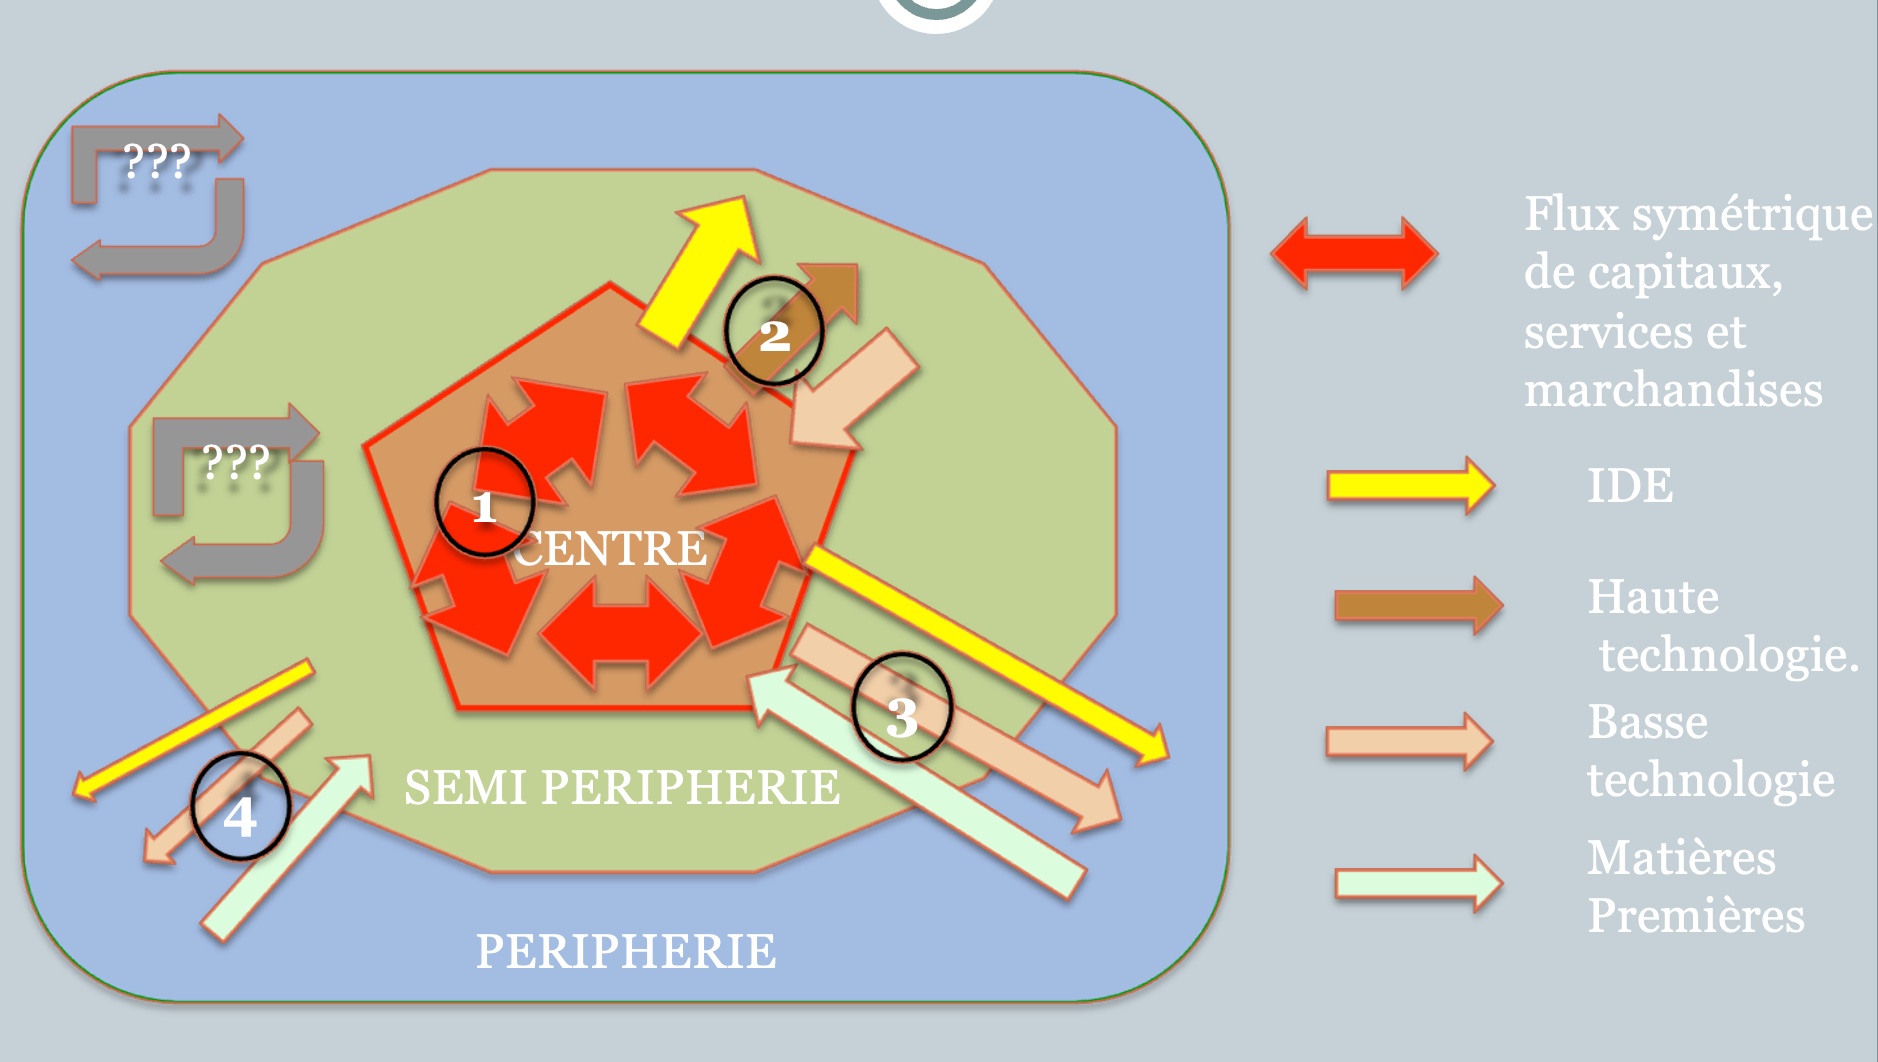 ???
2
???
1
CENTRE
3
4
SEMI PERIPHERIE
PERIPHERIE
Flux symétrique
de capitaux,
services et
marchandises
IDE
Haute
technologie.
Basse
technologie
Matières
Premières